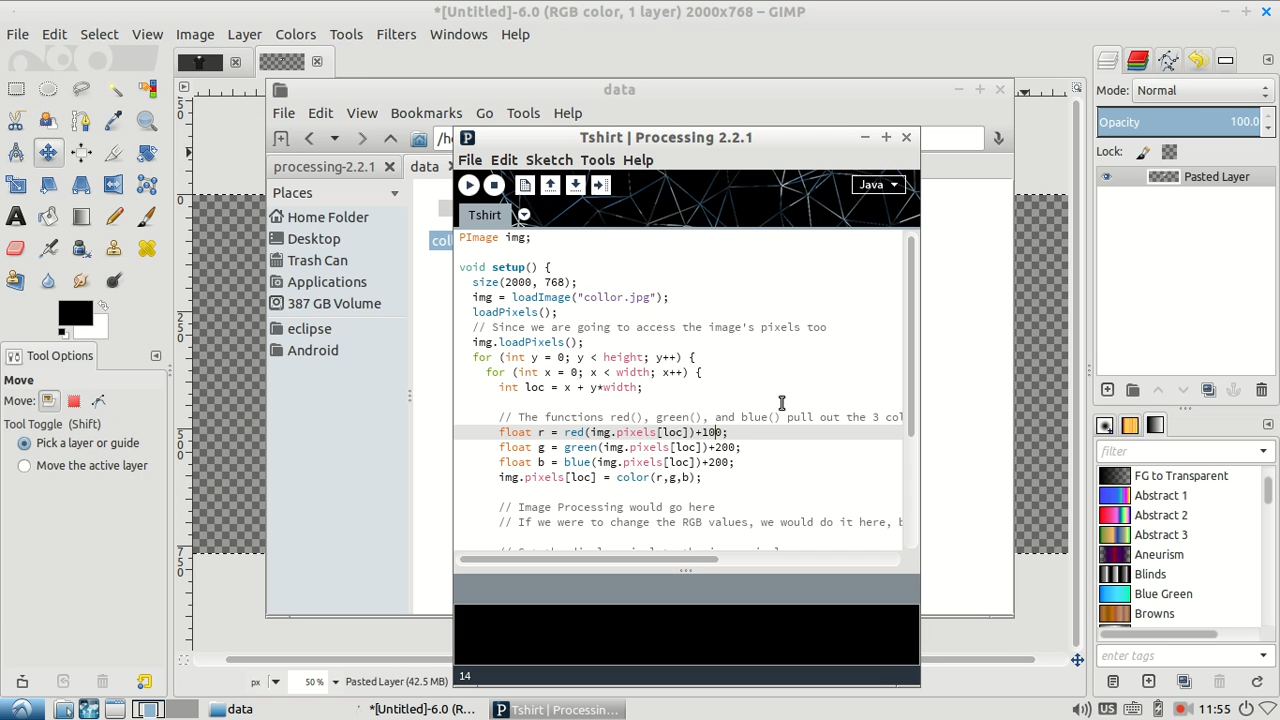 *[Untitled]-6.0 (RGB color, 1 layer) 2000x768 – GIMP
File Edit Select View Image Layer Colors Tools Filters Windows Help
data
File Edit View Bookmarks Go Tools Help
processing-2.2.1 data
Places
Home Folder
Desktop
Trash Can
Applications
387 GB Volume
eclipse
Android
Tshirt | Processing 2.2.1
File Edit Sketch Tools Help
Java
Tshirt
PImage img;
void setup() {
size(2000, 768);
img = loadImage("collor.jpg");
loadPixels();
// Since we are going to access the image's pixels too
img.loadPixels();
for (int y = 0; y < height; y++) {
for (int x = 0; x < width; x++) {
int loc = x + y*width;
// The functions red(), green(), and blue() pull out the 3 col
float r = red(img.pixels[loc])+100;
float g = green(img.pixels[loc])+200;
float b = blue(img.pixels[loc])+200;
img.pixels[loc] = color(r,g,b);
// Image Processing would go here
// If we were to change the RGB values, we would do it here, b
14
Tool Options
Move
Move:
Tool Toggle (Shift)
Pick a layer or guide
Move the active layer
px 50 % Pasted Layer (42.5 MB)
Mode: Normal
Opacity 100.0
Lock:
Pasted Layer
filter
FG to Transparent
Abstract 1
Abstract 2
Abstract 3
Aneurism
Blinds
Blue Green
Browns
enter tags
data
*[Untitled]-6.0 (R...
Tshirt | Processin...
US
11:55